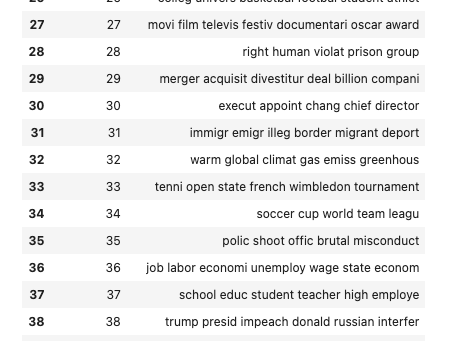 27 27 movi film televis festiv documentari oscar award
28 28 right human violat prison group
29 29 merger acquisit divestitur deal billion compani
30 30 execut appoint chang chief director
31 31 immigr emigr illeg border migrant deport
32 32 warm global climat gas emiss greenhous
33 33 tenni open state french wimbledon tournament
34 34 soccer cup world team leagu
35 35 polic shoot offic brutal misconduct
36 36 job labor economi unemploy wage state econom
37 37 school educ student teacher high employe
38 38 trump presid impeach donald russian interfer